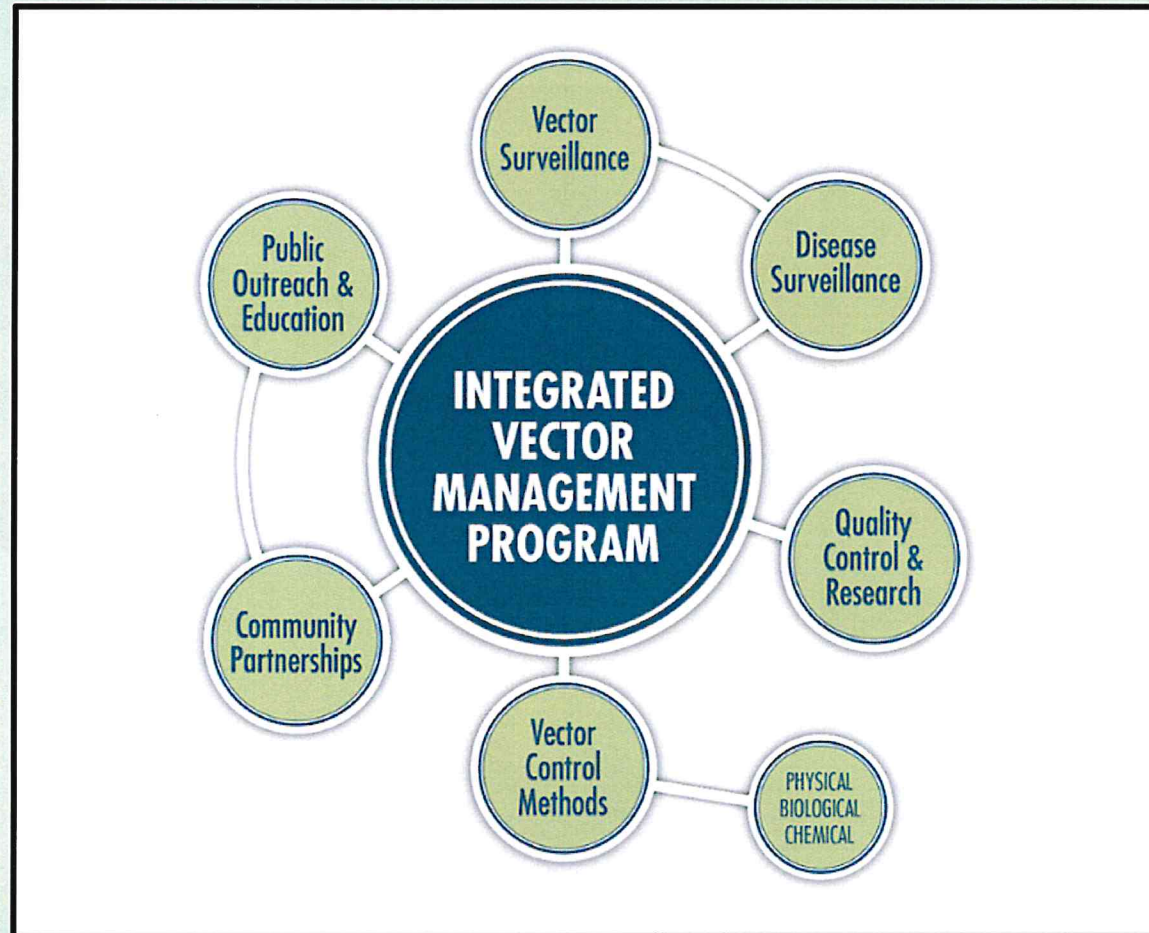 Vector
Surveillance
Disease
Surveillance
Public
Outreach &
Education
INTEGRATED
VECTOR
MANAGEMENT
PROGRAM
Quality
Control &
Research
Community
Partnerships
Vector
Control
Methods
PHYSICAL
BIOLOGICAL
CHEMICAL